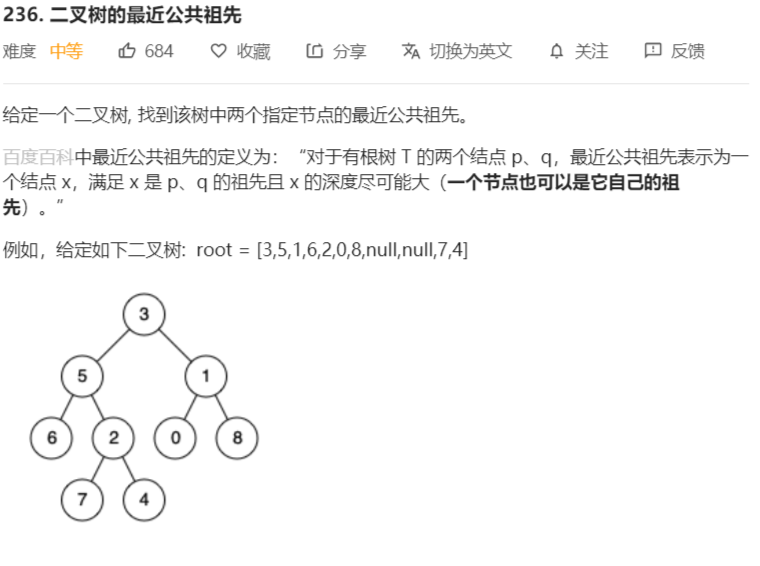 236. 二叉树的最近公共祖先
难度 中等 684 收藏 分享 切换为英文 关注 反馈
给定一个二叉树, 找到该树中两个指定节点的最近公共祖先。
百度百科中最近公共祖先的定义为：“对于有根树 T 的两个结点 p、q，最近公共祖先表示为一
个结点 x，满足 x 是 p、q 的祖先且 x 的深度尽可能大（一个节点也可以是它自己的祖
先）。”
例如，给定如下二叉树: root = [3,5,1,6,2,0,8,null,null,7,4]
3
5 1
6 2 0 8
7 4